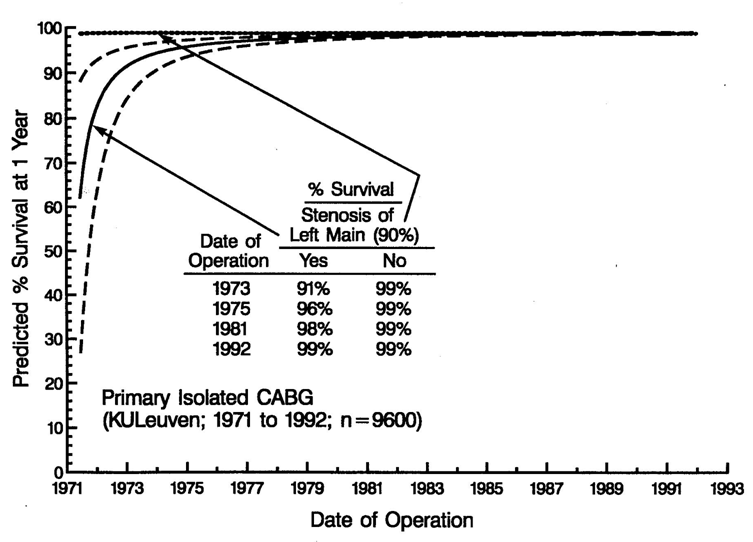 Predicted % Survival at 1 Year
100
90
80
70
60
50
40
30
20
10
0
% Survival
Stenosis of
Left Main (90%)
Date of
Operation Yes No
1973 91% 99%
1975 96% 99%
1981 98% 99%
1992 99% 99%
Primary Isolated CABG
(KULeuven; 1971 to 1992; n=9600)
1971 1973 1975 1977 1979 1981 1983 1985 1987 1989 1991 1993
Date of Operation